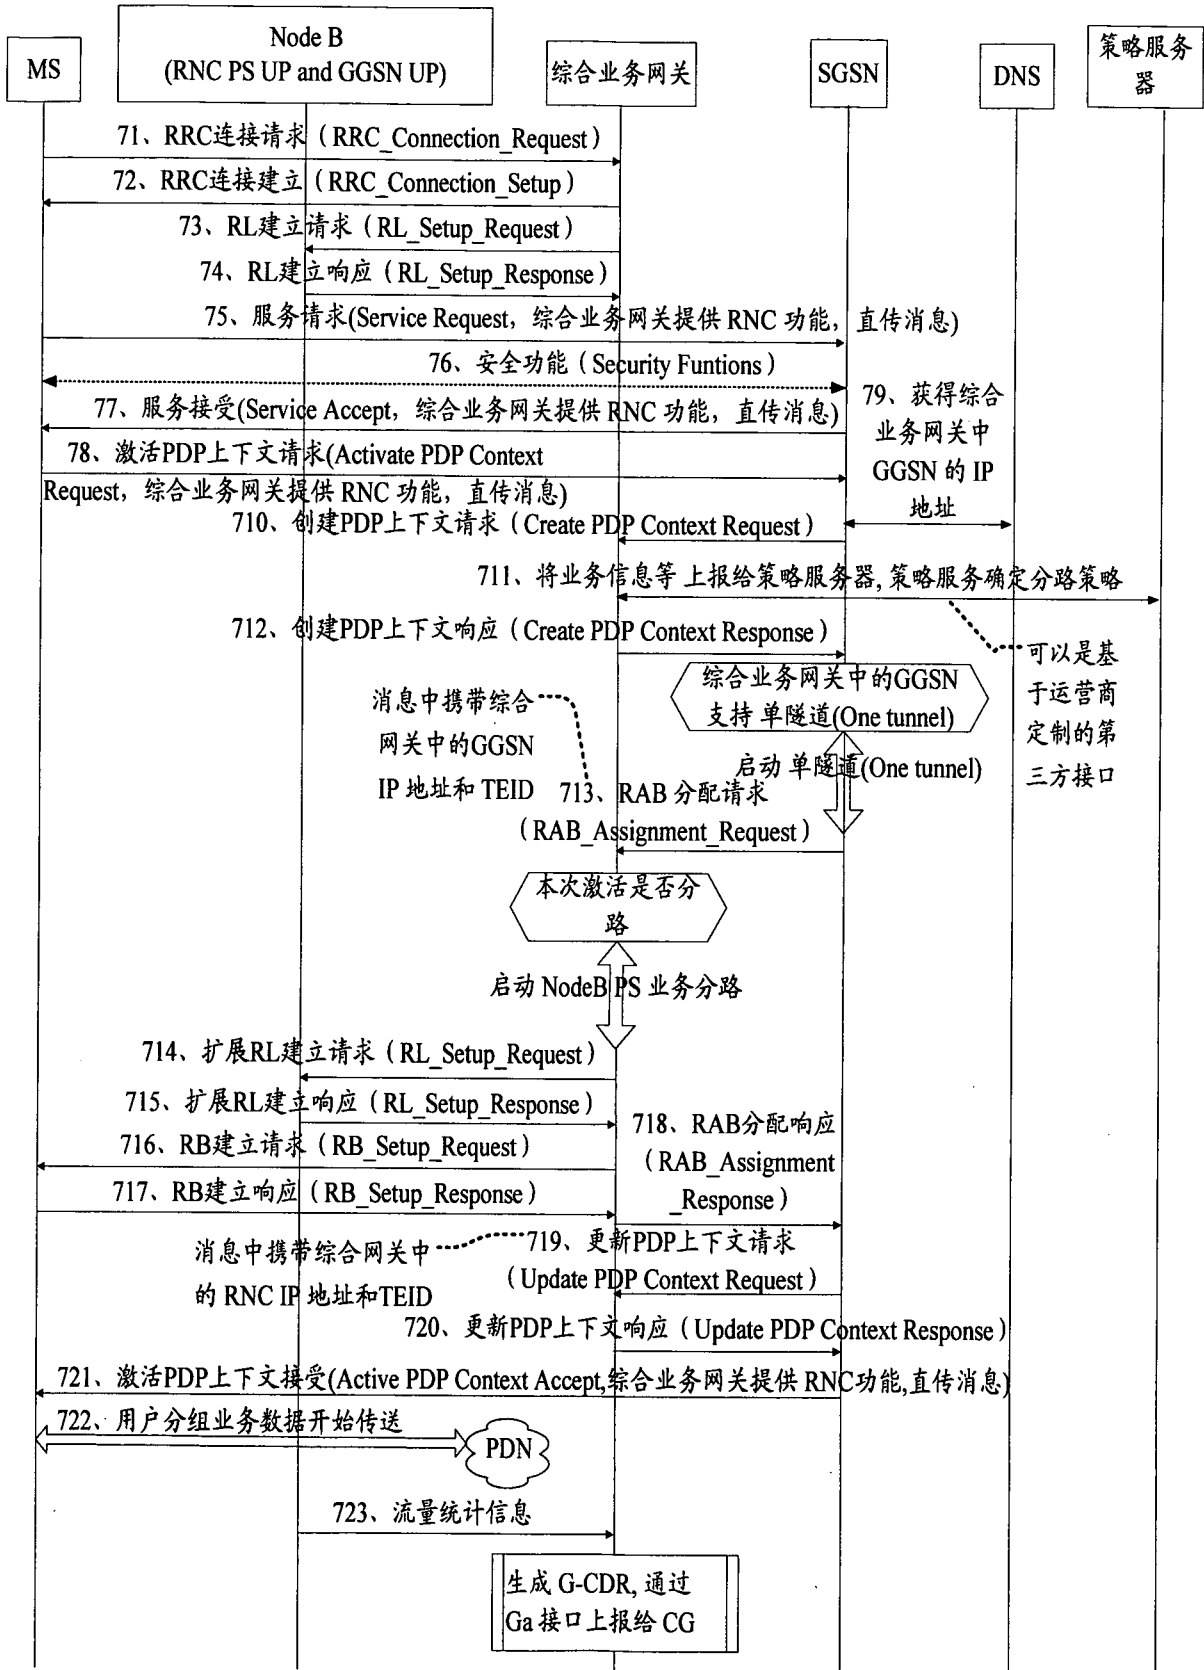 MS
Node B
(RNC PS UP and GGSN UP)
综合业务网关
SGSN
DNS
策略服务
器
71、RRC连接请求（RRC_Connection_Request）
72、RRC连接建立（RRC_Connection_Setup）
73、RL建立请求（RL_Setup_Request）
74、RL建立响应（RL_Setup_Response）
75、服务请求(Service Request，综合业务网关提供 RNC 功能，直传消息)
76、安全功能（Security Funtions）
77、服务接受(Service Accept，综合业务网关提供 RNC 功能，直传消息)
78、激活PDP上下文请求(Activate PDP Context
Request，综合业务网关提供 RNC 功能，直传消息)
79、获得综合
业务网关中
GGSN 的 IP
地址
710、创建PDP上下文请求（Create PDP Context Request）
711、将业务信息等 上报给策略服务器, 策略服务确定分路策略
712、创建PDP上下文响应（Create PDP Context Response）
可以是基
于运营商
定制的第
三方接口
综合业务网关中的GGSN
支持 单隧道(One tunnel)
消息中携带综合
网关中的GGSN
IP 地址和 TEID
启动 单隧道(One tunnel)
713、RAB 分配请求
（RAB_Assignment_Request）
本次激活是否分
路
启动 NodeB PS 业务分路
714、扩展RL建立请求（RL_Setup_Request）
715、扩展RL建立响应（RL_Setup_Response）
716、RB建立请求（RB_Setup_Request）
717、RB建立响应（RB_Setup_Response）
718、RAB分配响应
（RAB_Assignment
_Response）
消息中携带综合网关中
的 RNC IP 地址和TEID
719、更新PDP上下文请求
（Update PDP Context Request）
720、更新PDP上下文响应（Update PDP Context Response）
721、激活PDP上下文接受(Active PDP Context Accept,综合业务网关提供 RNC功能,直传消息)
722、用户分组业务数据开始传送
PDN
723、流量统计信息
生成 G-CDR, 通过
Ga 接口上报给 CG